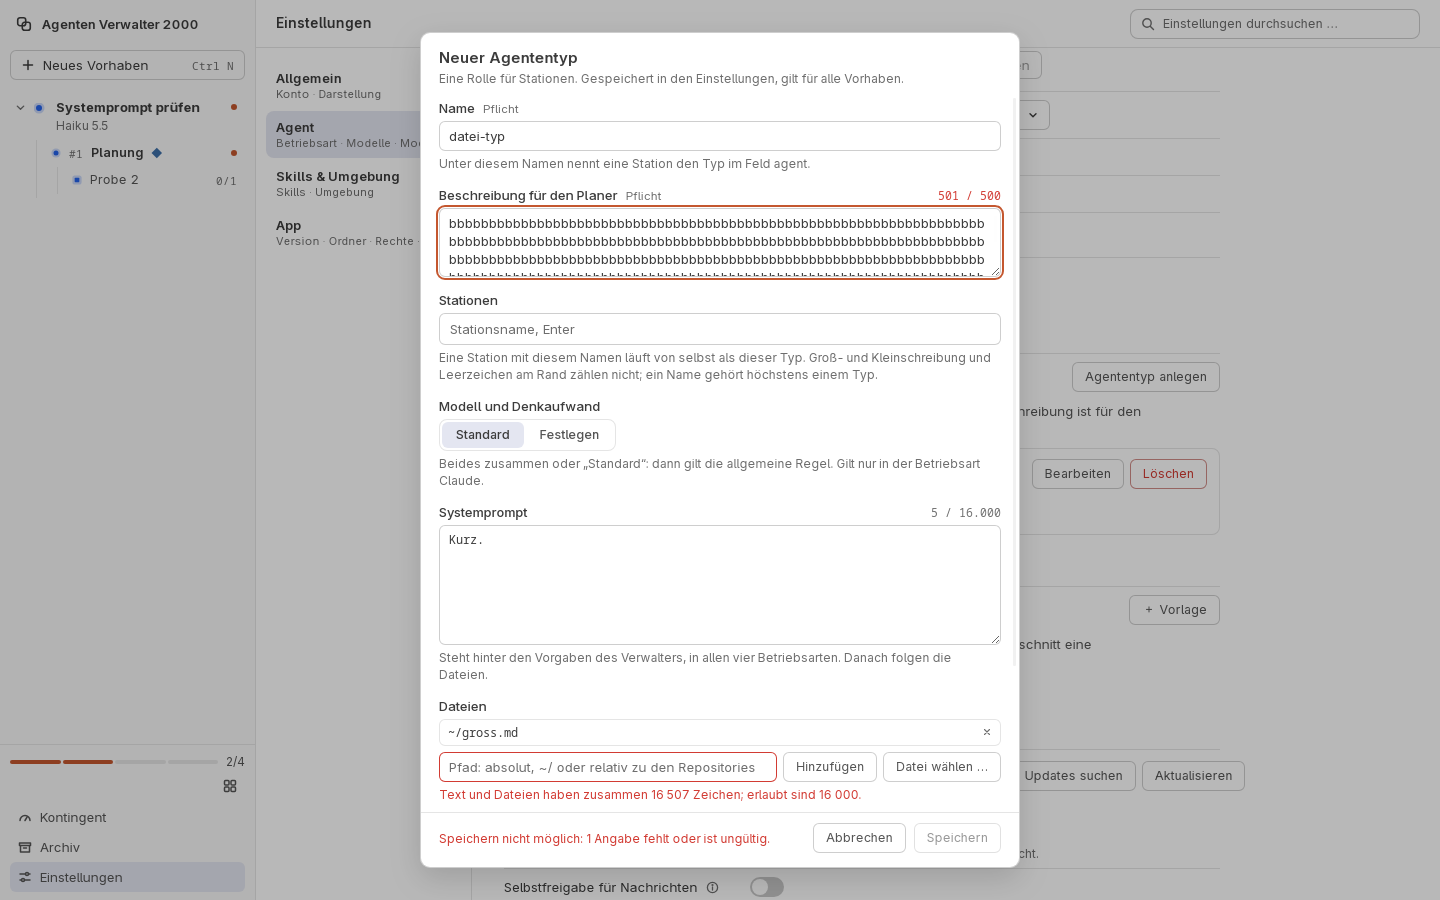 Agenten Verwalter 2000
Neues Vorhaben Ctrl N
Systemprompt prüfen
Haiku 5.5
#1 Planung
Probe 2 0/1
2/4
Kontingent
Archiv
Einstellungen
Einstellungen
Einstellungen durchsuchen …
Allgemein
Konto · Darstellung
Agent
Betriebsart · Modelle · Mo
Skills & Umgebung
Skills · Umgebung
App
Version · Ordner · Rechte ·
Neuer Agententyp
Eine Rolle für Stationen. Gespeichert in den Einstellungen, gilt für alle Vorhaben.
Name Pflicht
datei-typ
Unter diesem Namen nennt eine Station den Typ im Feld agent.
Beschreibung für den Planer Pflicht 501 / 500
bbbbbbbbbbbbbbbbbbbbbbbbbbbbbbbbbbbbbbbbbbbbbbbbbbbbbbbbbbbbbbbbbbb
bbbbbbbbbbbbbbbbbbbbbbbbbbbbbbbbbbbbbbbbbbbbbbbbbbbbbbbbbbbbbbbbbbb
bbbbbbbbbbbbbbbbbbbbbbbbbbbbbbbbbbbbbbbbbbbbbbbbbbbbbbbbbbbbbbbbbbb
Stationen
Stationsname, Enter
Eine Station mit diesem Namen läuft von selbst als dieser Typ. Groß- und Kleinschreibung und
Leerzeichen am Rand zählen nicht; ein Name gehört höchstens einem Typ.
Modell und Denkaufwand
Standard Festlegen
Beides zusammen oder „Standard“: dann gilt die allgemeine Regel. Gilt nur in der Betriebsart
Claude.
Systemprompt 5 / 16.000
Kurz.
Steht hinter den Vorgaben des Verwalters, in allen vier Betriebsarten. Danach folgen die
Dateien.
Dateien
~/gross.md ×
Pfad: absolut, ~/ oder relativ zu den Repositories Hinzufügen Datei wählen …
Text und Dateien haben zusammen 16 507 Zeichen; erlaubt sind 16 000.
Speichern nicht möglich: 1 Angabe fehlt oder ist ungültig. Abbrechen Speichern
en
Agententyp anlegen
hreibung ist für den
Bearbeiten Löschen
+ Vorlage
schnitt eine
Updates suchen Aktualisieren
cht.
Selbstfreigabe für Nachrichten